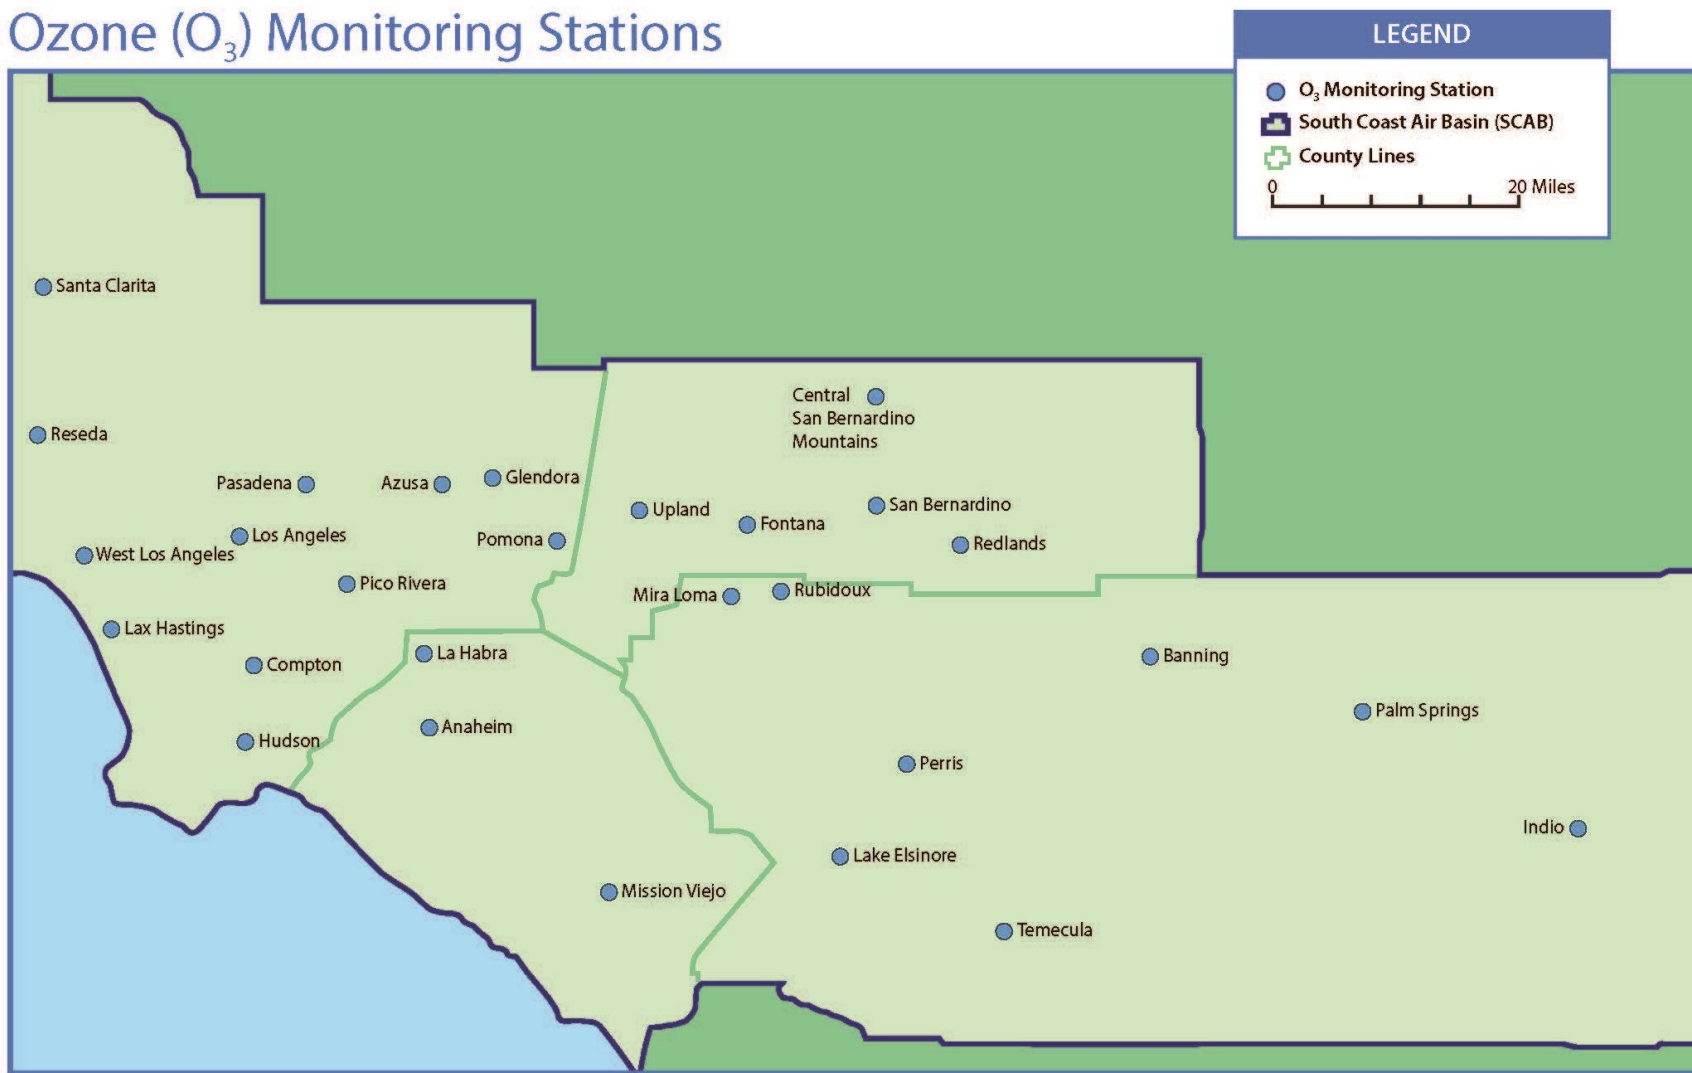 Ozone (O₃) Monitoring Stations
LEGEND
O₃ Monitoring Station
South Coast Air Basin (SCAB)
County Lines
0 20 Miles
Santa Clarita
Reseda
Pasadena
Azusa
Glendora
Los Angeles
West Los Angeles
Pomona
Pico Rivera
Lax Hastings
Compton
Hudson
La Habra
Anaheim
Mission Viejo
Central
San Bernardino
Mountains
Upland
Fontana
San Bernardino
Redlands
Mira Loma
Rubidoux
Banning
Palm Springs
Perris
Indio
Lake Elsinore
Temecula